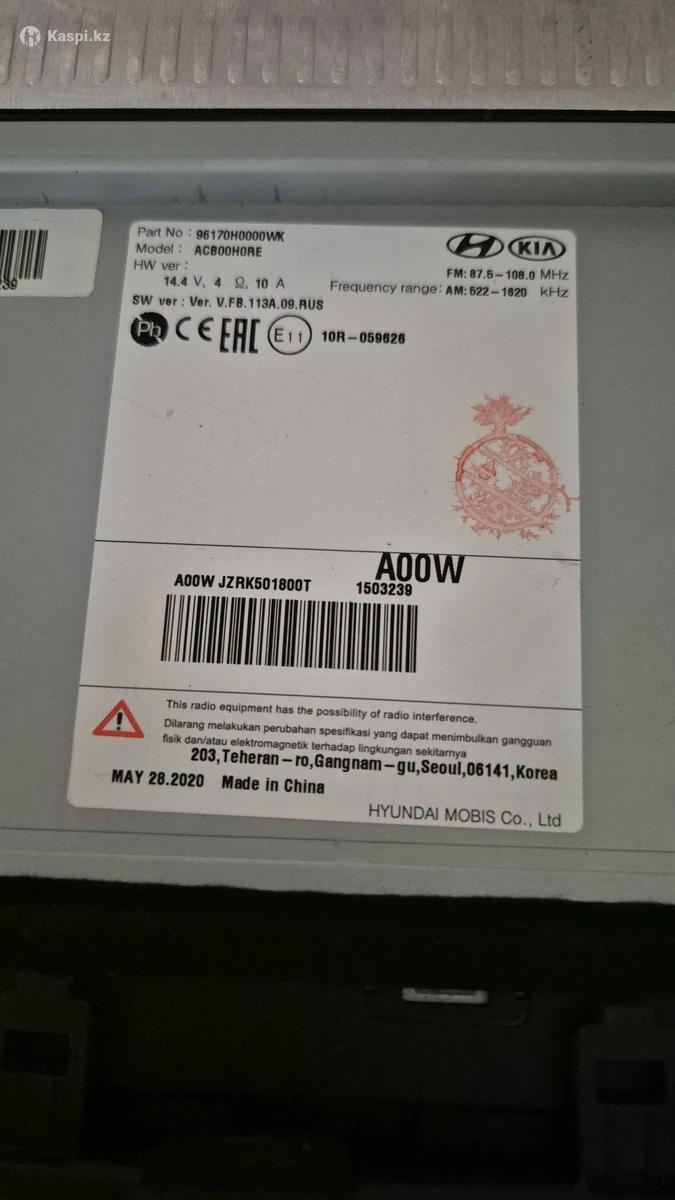 Kaspi.kz
239
Part No : 96170H0000WK
Model : ACB00H0RE
HW ver :
14.4 V, 4 Ω, 10 A
SW ver : Ver. V.FB.113A.09.RUS
KIA
FM: 87.5-108.0 MHz
Frequency range: AM: 522-1620 kHz
Pb CE EAC E11 10R-059626
A00W
A00W JZRK501800T 1503239
This radio equipment has the possibility of radio interference.
Dilarang melakukan perubahan spesifikasi yang dapat menimbulkan gangguan
fisik dan/atau elektromagnetik terhadap lingkungan sekitarnya
203,Teheran-ro,Gangnam-gu,Seoul,06141,Korea
MAY 28.2020 Made in China
HYUNDAI MOBIS Co., Ltd